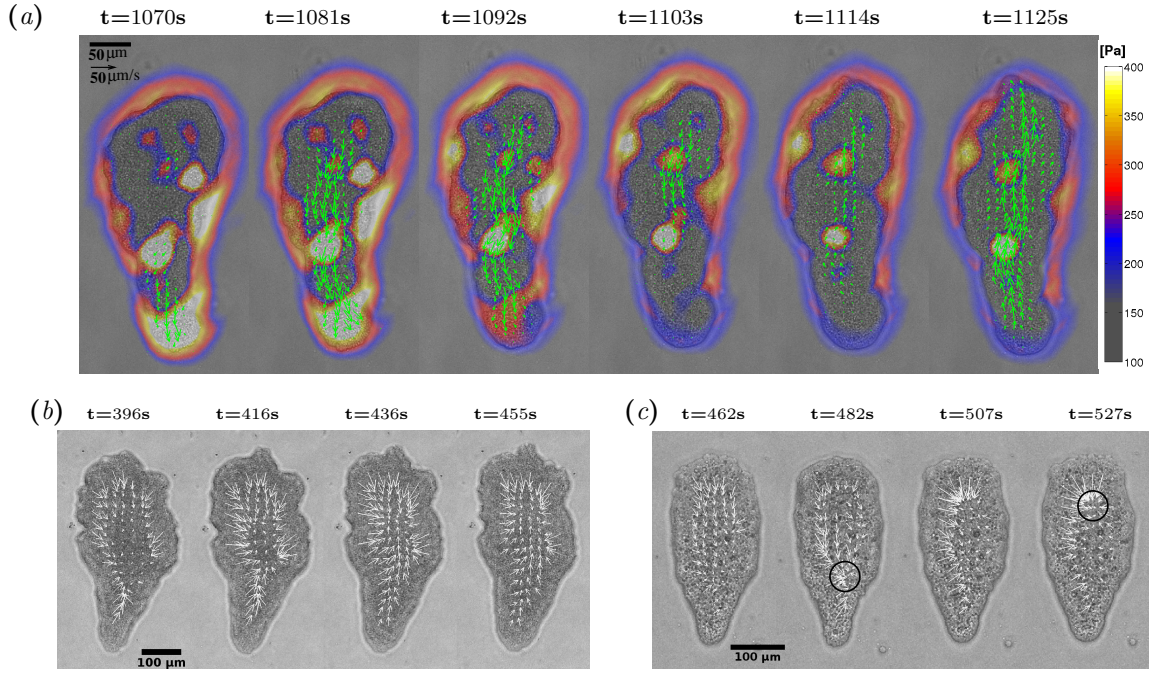 (a)
t=1070s t=1081s t=1092s t=1103s t=1114s t=1125s
50 μm
50 μm/s
[Pa]
400
350
300
250
200
150
100
(b) t=396s t=416s t=436s t=455s
100 μm
(c) t=462s t=482s t=507s t=527s
100 μm